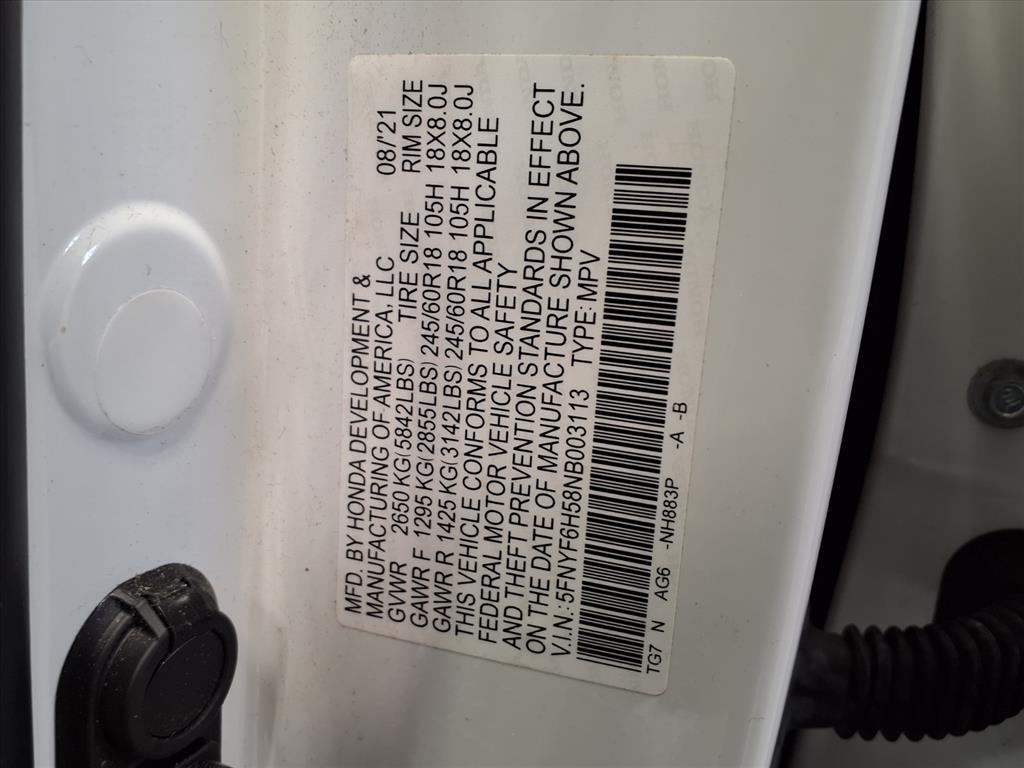 MFD. BY HONDA DEVELOPMENT &
MANUFACTURING OF AMERICA, LLC 08/'21
GVWR 2650 KG(5842LBS) TIRE SIZE RIM SIZE
GAWR F 1295 KG(2855LBS) 245/60R18 105H 18X8.0J
GAWR R 1425 KG(3142LBS) 245/60R18 105H 18X8.0J
THIS VEHICLE CONFORMS TO ALL APPLICABLE
FEDERAL MOTOR VEHICLE SAFETY
AND THEFT PREVENTION STANDARDS IN EFFECT
ON THE DATE OF MANUFACTURE SHOWN ABOVE.
V.I.N.: 5FNYF6H58NB003113 TYPE: MPV
TG7 N AG6 -NH883P -A -B